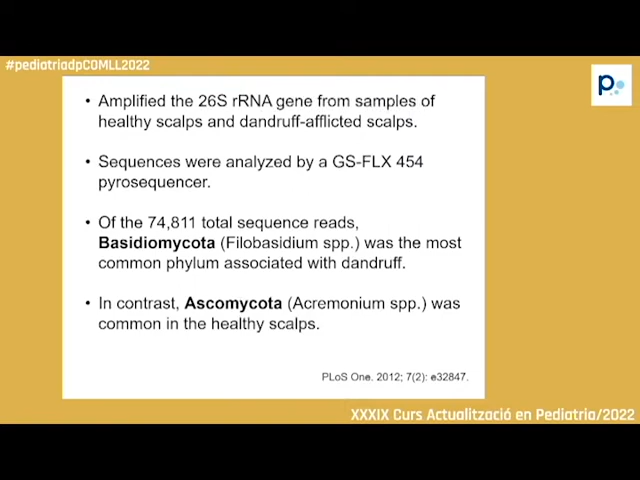 #pediatriadpCOMLL2022
p
• Amplified the 26S rRNA gene from samples of
healthy scalps and dandruff-afflicted scalps.
• Sequences were analyzed by a GS-FLX 454
pyrosequencer.
• Of the 74,811 total sequence reads,
Basidiomycota (Filobasidium spp.) was the most
common phylum associated with dandruff.
• In contrast, Ascomycota (Acremonium spp.) was
common in the healthy scalps.
PLoS One. 2012; 7(2): e32847.
XXXIX Curs Actualització en Pediatria/2022